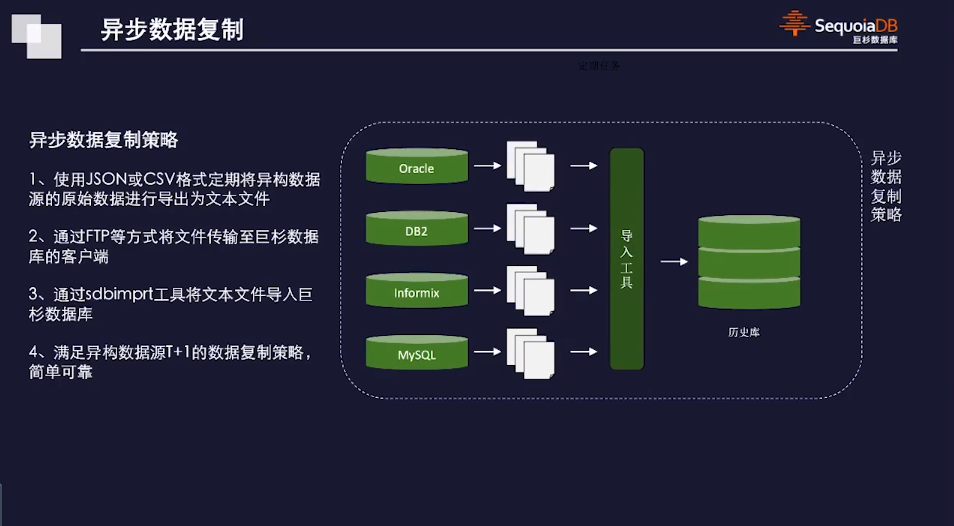 异步数据复制
SequoiaDB
巨杉数据库
定期任务
异步数据复制策略
1、使用JSON或CSV格式定期将异构数据
源的原始数据进行导出为文本文件
2、通过FTP等方式将文件传输至巨杉数据
库的客户端
3、通过sdbimprt工具将文本文件导入巨
杉数据库
4、满足异构数据源T+1的数据复制策略，
简单可靠
Oracle
DB2
Informix
MySQL
导入工具
历史库
异步
数据
复制
策略